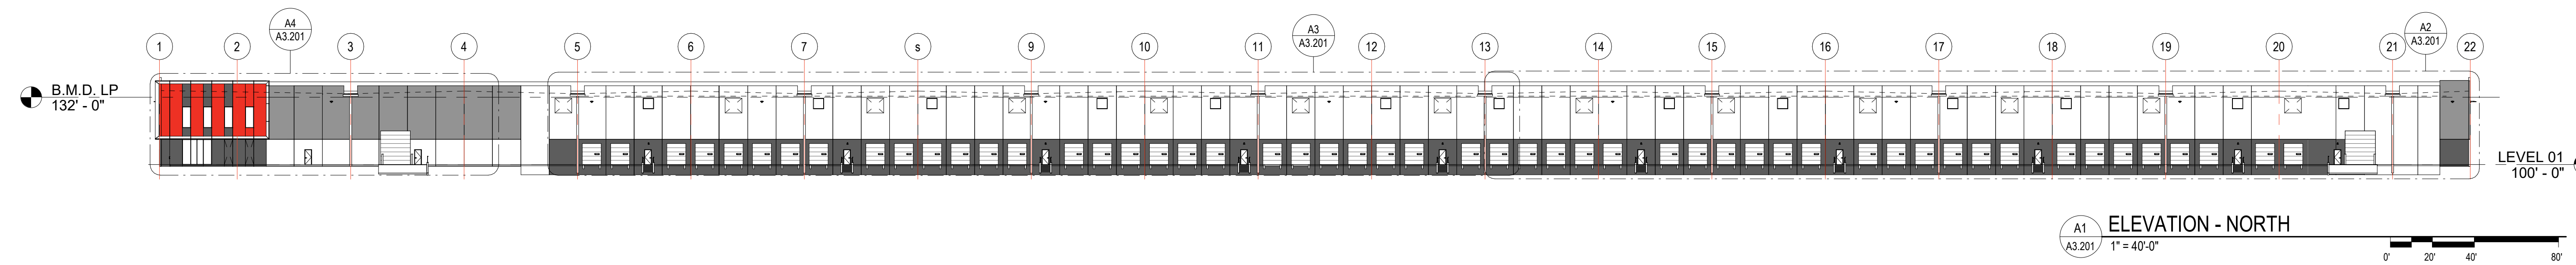 A4
A3.201
A3
A3.201
A2
A3.201
1 2 3 4 5 6 7 s 9 10 11 12 13 14 15 16 17 18 19 20 21 22
B.M.D. LP
132' - 0"
LEVEL 01
100' - 0"
A1
A3.201
ELEVATION - NORTH
1" = 40'-0"
0' 20' 40' 80'